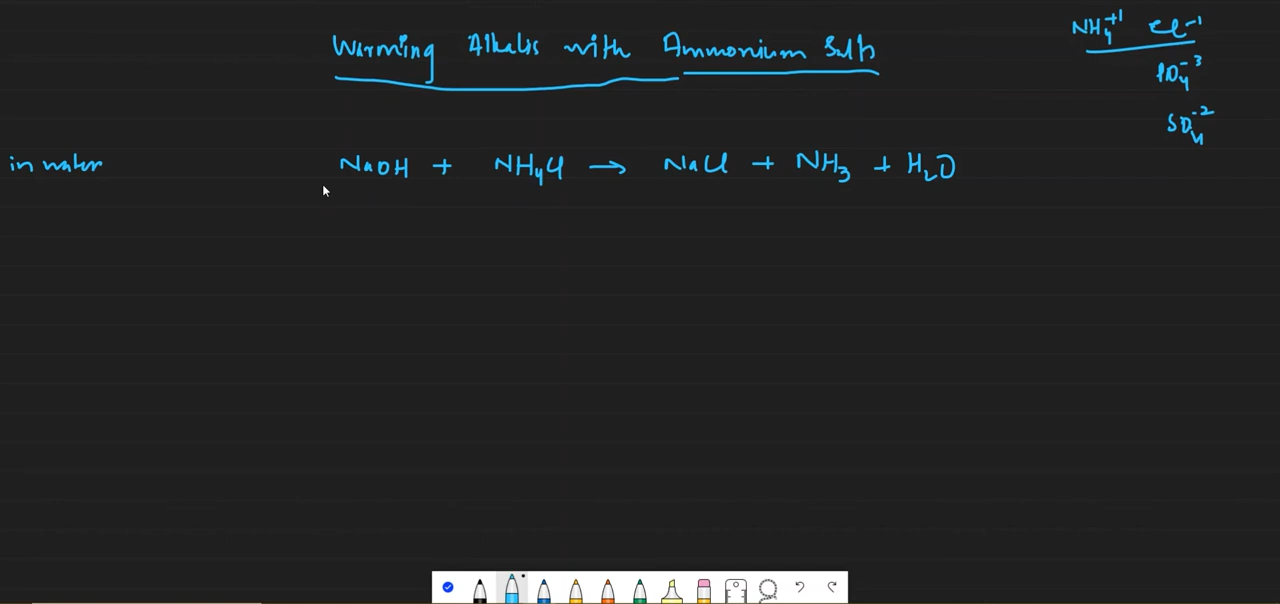 Warming Alkalis with Ammonium Salts
NH₄⁺¹ Cl⁻¹
PO₄⁻³
SO₄⁻²
in water
NaOH + NH₄Cl → NaCl + NH₃ + H₂O